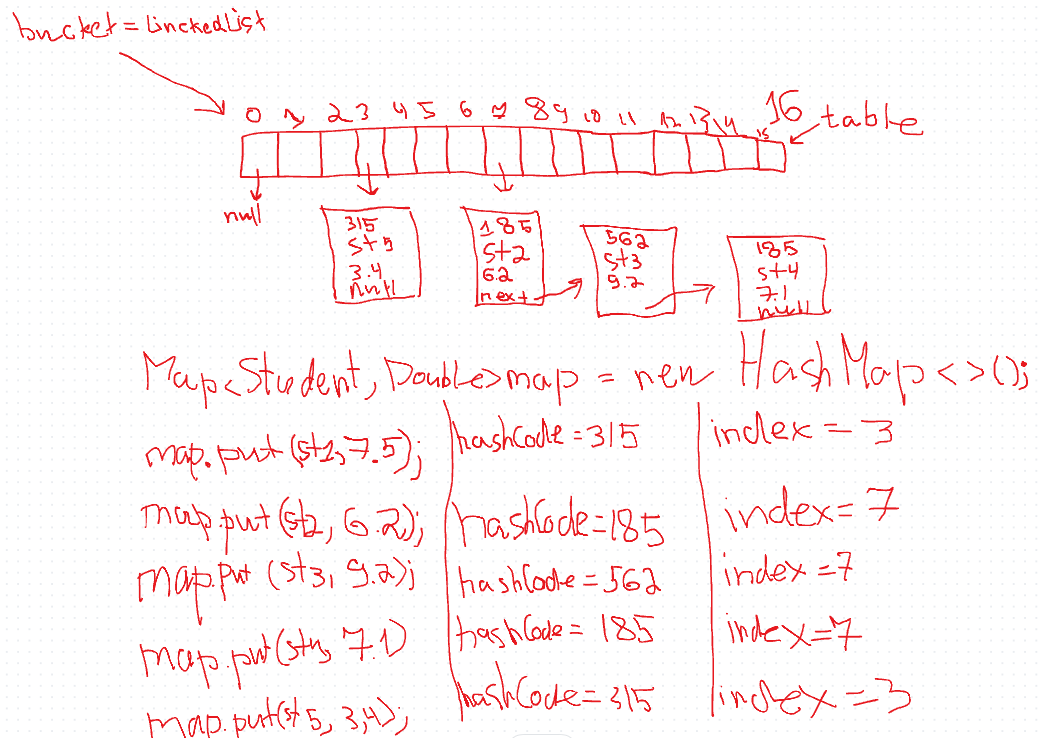 bucket = LinckedList
0 1 2 3 4 5 6 7 8 9 10 11 12 13 14 15 16 table
null
315
st5
3.4
null
185
st2
6.2
next
562
st3
9.2
185
st4
7.1
null
Map<Student, Double> map = new HashMap<>();
map.put(st1, 7.5); hashCode = 315 index = 3
map.put(st2, 6.2); hashCode = 185 index = 7
map.put (st3, 9.2); hashCode = 562 index = 7
map.put(st4, 7.1) hashCode = 185 index = 7
map.put(st5, 3,4); hashCode = 315 index = 3